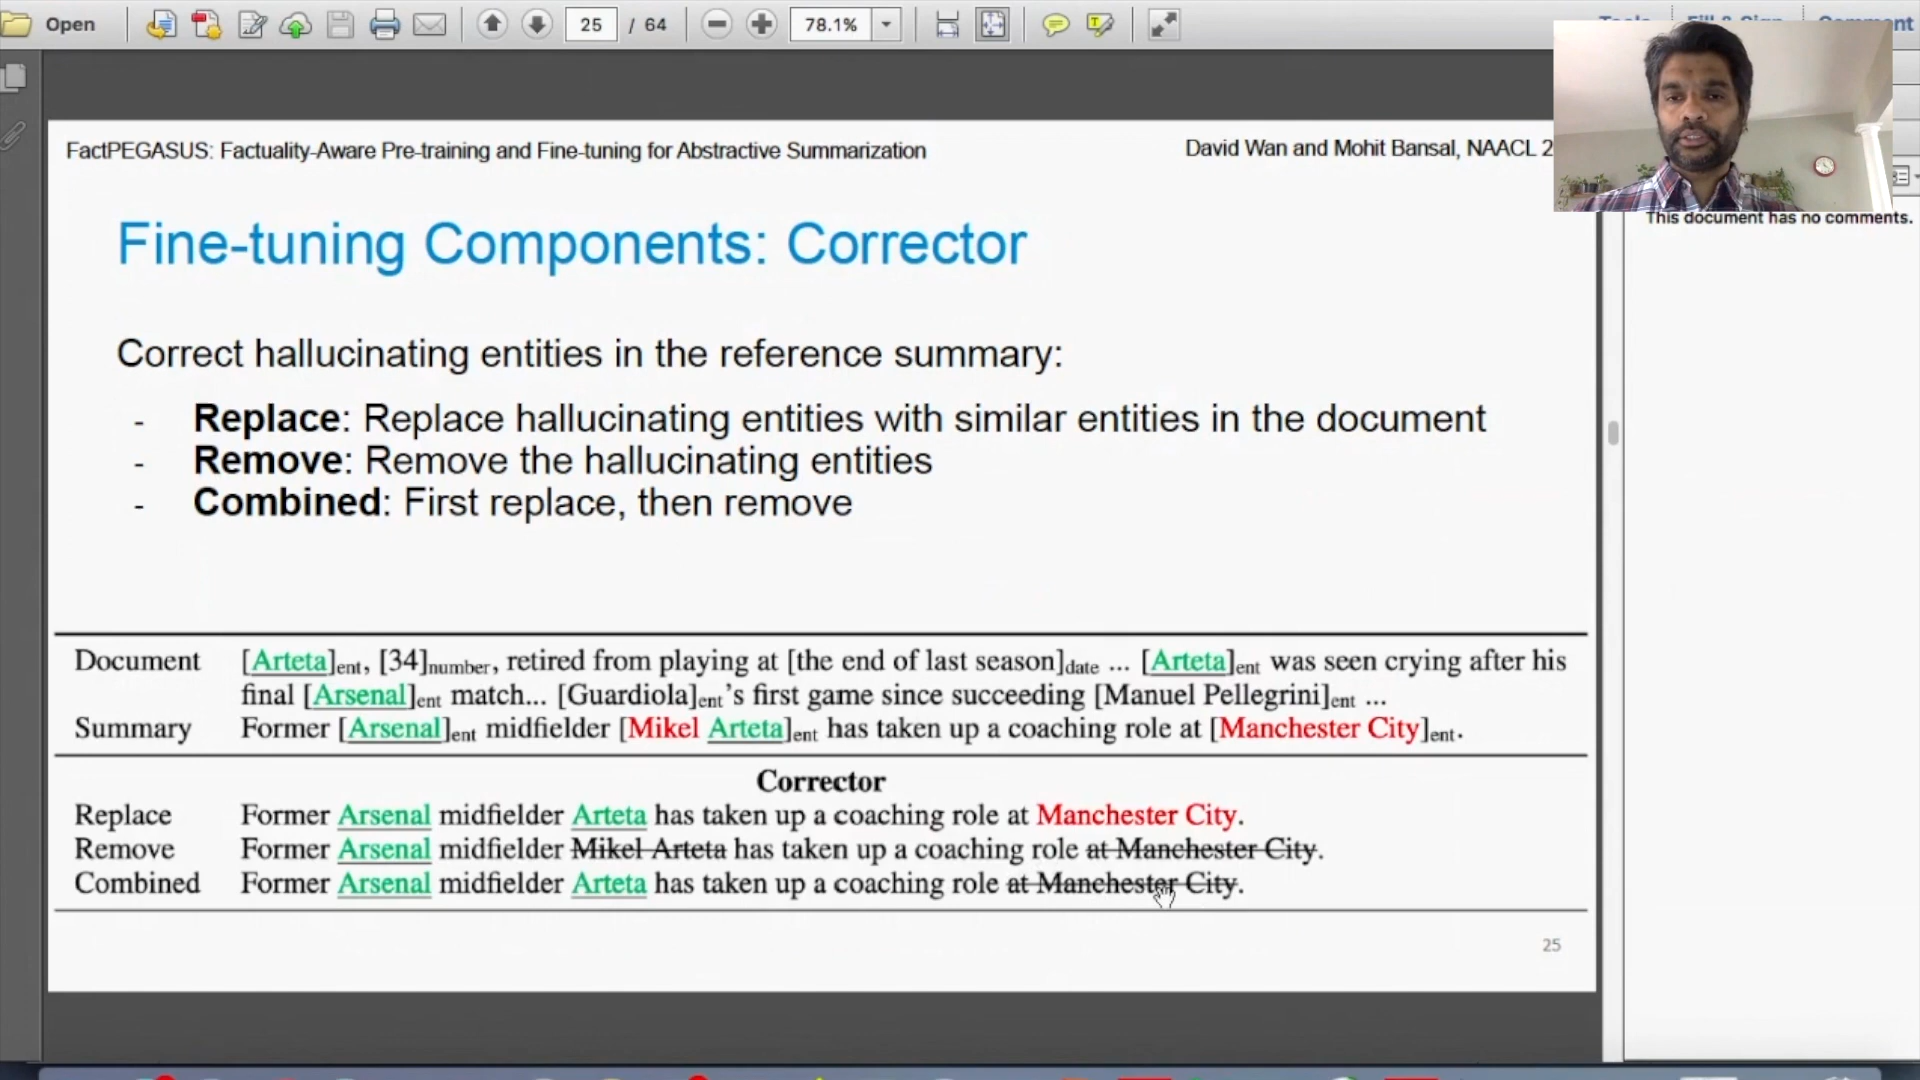 Open
25 / 64
78.1%
This document has no comments.
FactPEGASUS: Factuality-Aware Pre-training and Fine-tuning for Abstractive Summarization
David Wan and Mohit Bansal, NAACL 2
Fine-tuning Components: Corrector
Correct hallucinating entities in the reference summary:
- Replace: Replace hallucinating entities with similar entities in the document
- Remove: Remove the hallucinating entities
- Combined: First replace, then remove
Document [Arteta]ent, [34]number, retired from playing at [the end of last season]date ... [Arteta]ent was seen crying after his
final [Arsenal]ent match... [Guardiola]ent's first game since succeeding [Manuel Pellegrini]ent ...
Summary Former [Arsenal]ent midfielder [Mikel Arteta]ent has taken up a coaching role at [Manchester City]ent.
Corrector
Replace Former Arsenal midfielder Arteta has taken up a coaching role at Manchester City.
Remove Former Arsenal midfielder Mikel Arteta has taken up a coaching role at Manchester City.
Combined Former Arsenal midfielder Arteta has taken up a coaching role at Manchester City.
25